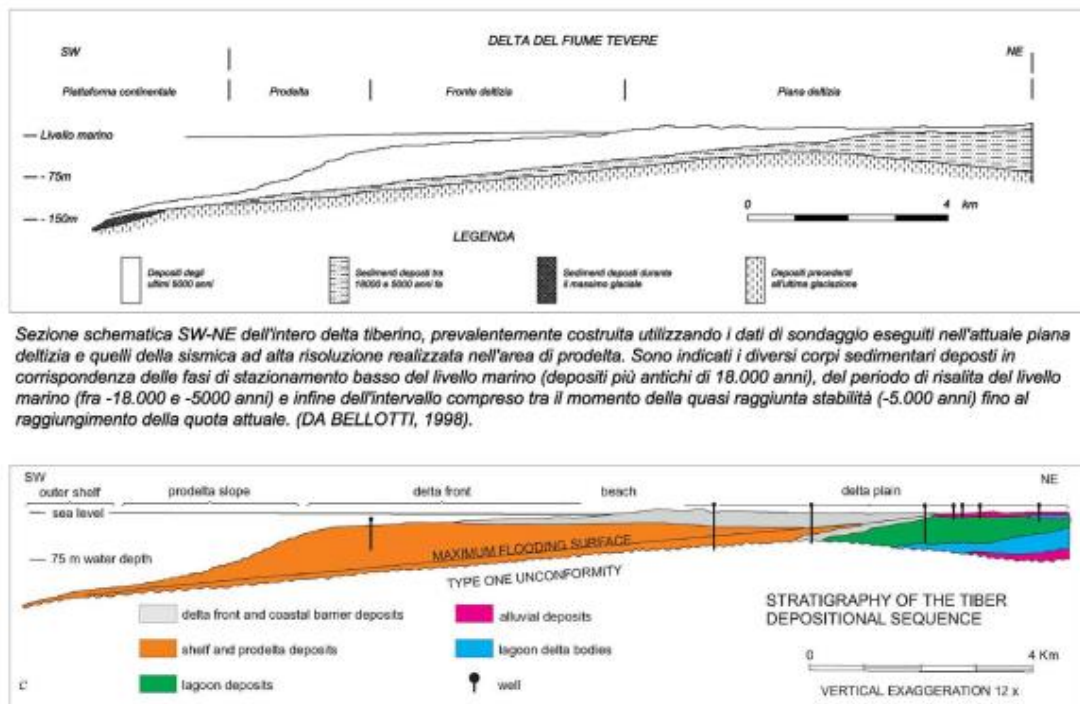 DELTA DEL FIUME TEVERE
SW NE
Piattaforma continentale Prodelta Fronte deltizia Piana deltizia
Livello marino
- 75m
- 150m
0 4 km
LEGENDA
Depositi degli
ultimi 5000 anni
Sedimenti deposti tra
18000 e 5000 anni fa
Sedimenti deposti durante
il massimo glaciale
Depositi precedenti
all'ultima glaciazione
Sezione schematica SW-NE dell'intero delta tiberino, prevalentemente costruita utilizzando i dati di sondaggio eseguiti nell'attuale piana
deltizia e quelli della sismica ad alta risoluzione realizzata nell'area di prodelta. Sono indicati i diversi corpi sedimentari deposti in
corrispondenza delle fasi di stazionamento basso del livello marino (depositi più antichi di 18.000 anni), del periodo di risalita del livello
marino (fra -18.000 e -5000 anni) e infine dell'intervallo compreso tra il momento della quasi raggiunta stabilità (-5.000 anni) fino al
raggiungimento della quota attuale. (DA BELLOTTI, 1998).
SW NE
outer shelf prodelta slope delta front beach delta plain
sea level
75 m water depth
MAXIMUM FLOODING SURFACE
TYPE ONE UNCONFORMITY
delta front and coastal barrier deposits
shelf and prodelta deposits
lagoon deposits
alluvial deposits
lagoon delta bodies
well
STRATIGRAPHY OF THE TIBER
DEPOSITIONAL SEQUENCE
0 4 Km
VERTICAL EXAGGERATION 12 x
c